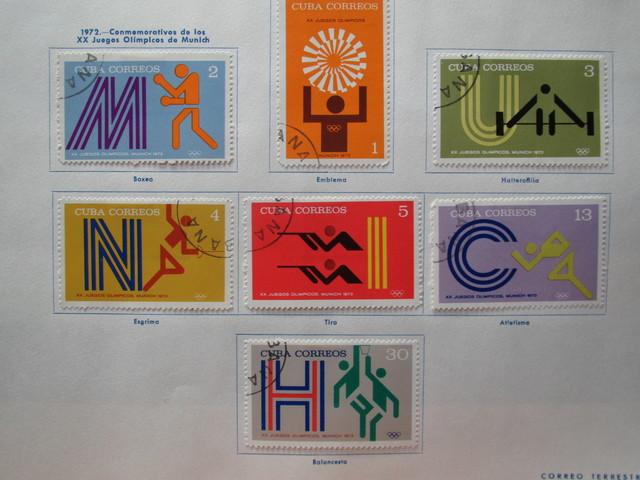 1972.—Conmemorativos de los
XX Juegos Olímpicos de Munich
CUBA CORREOS 2
M
XX JUEGOS OLIMPICOS, MUNICH 1972
Boxeo
CUBA CORREOS
XX JUEGOS OLIMPICOS
MUNICH 1972
1
Emblema
CUBA CORREOS 3
U
XX JUEGOS OLIMPICOS, MUNICH 1972
Halterofilia
CUBA CORREOS 4
N
XX JUEGOS OLIMPICOS, MUNICH 1972
Esgrima
CUBA CORREOS 5
I
XX JUEGOS OLIMPICOS, MUNICH 1972
Tiro
CUBA CORREOS 13
C
XX JUEGOS OLIMPICOS, MUNICH 1972
Atletismo
CUBA CORREOS 30
H
XX JUEGOS OLIMPICOS, MUNICH 1972
Baloncesto
CORREO TERRESTR